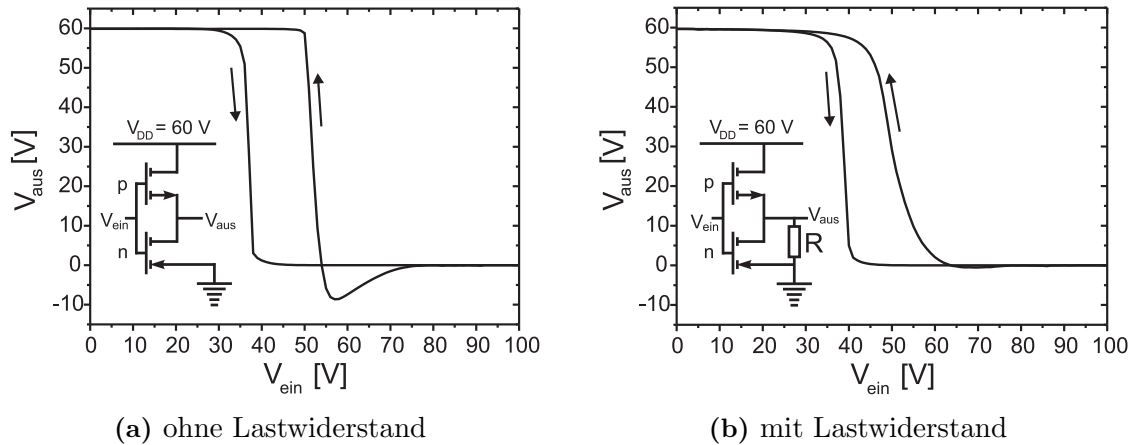 60
50
40
30
20
10
0
-10
V_aus [V]
V_DD = 60 V
p
V_ein
V_aus
n
0 10 20 30 40 50 60 70 80 90 100
V_ein [V]
(a) ohne Lastwiderstand
60
50
40
30
20
10
0
-10
V_aus [V]
V_DD = 60 V
p
V_ein
V_aus
R
n
0 10 20 30 40 50 60 70 80 90 100
V_ein [V]
(b) mit Lastwiderstand